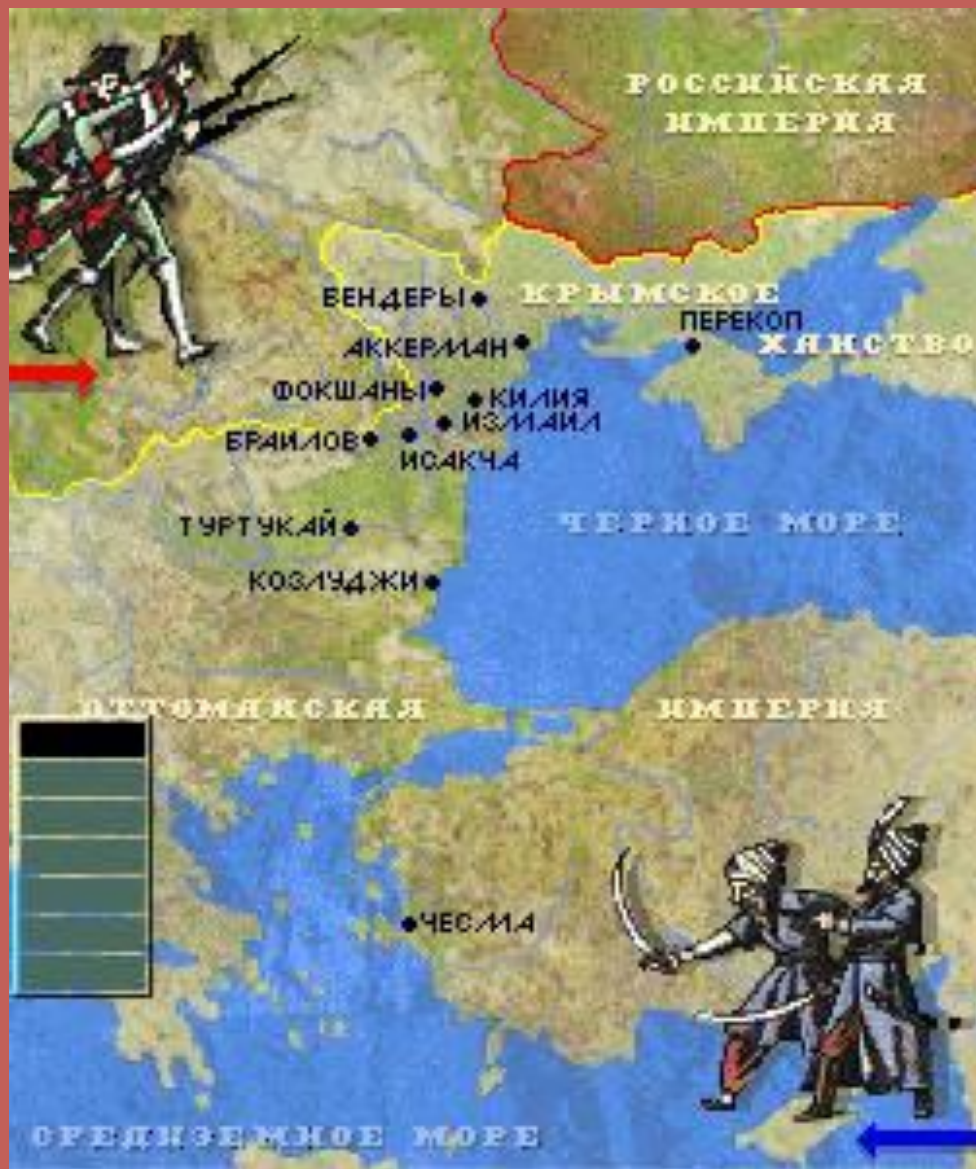 РОССИЙСКАЯ
ИМПЕРИЯ
ВЕНДЕРЫ
КРЫМСКОЕ
ПЕРЕКОП
АККЕРМАН
ХАНСТВО
ФОКШАНЫ
КИЛИЯ
ИЗМАИЛ
БРАИЛОВ
ИСАКЧА
ТУРТУКАЙ
ЧЕРНОЕ МОРЕ
КОЗЛУДЖИ
ОТТОМАНСКАЯ ИМПЕРИЯ
ЧЕСМА
СРЕДИЗЕМНОЕ МОРЕ